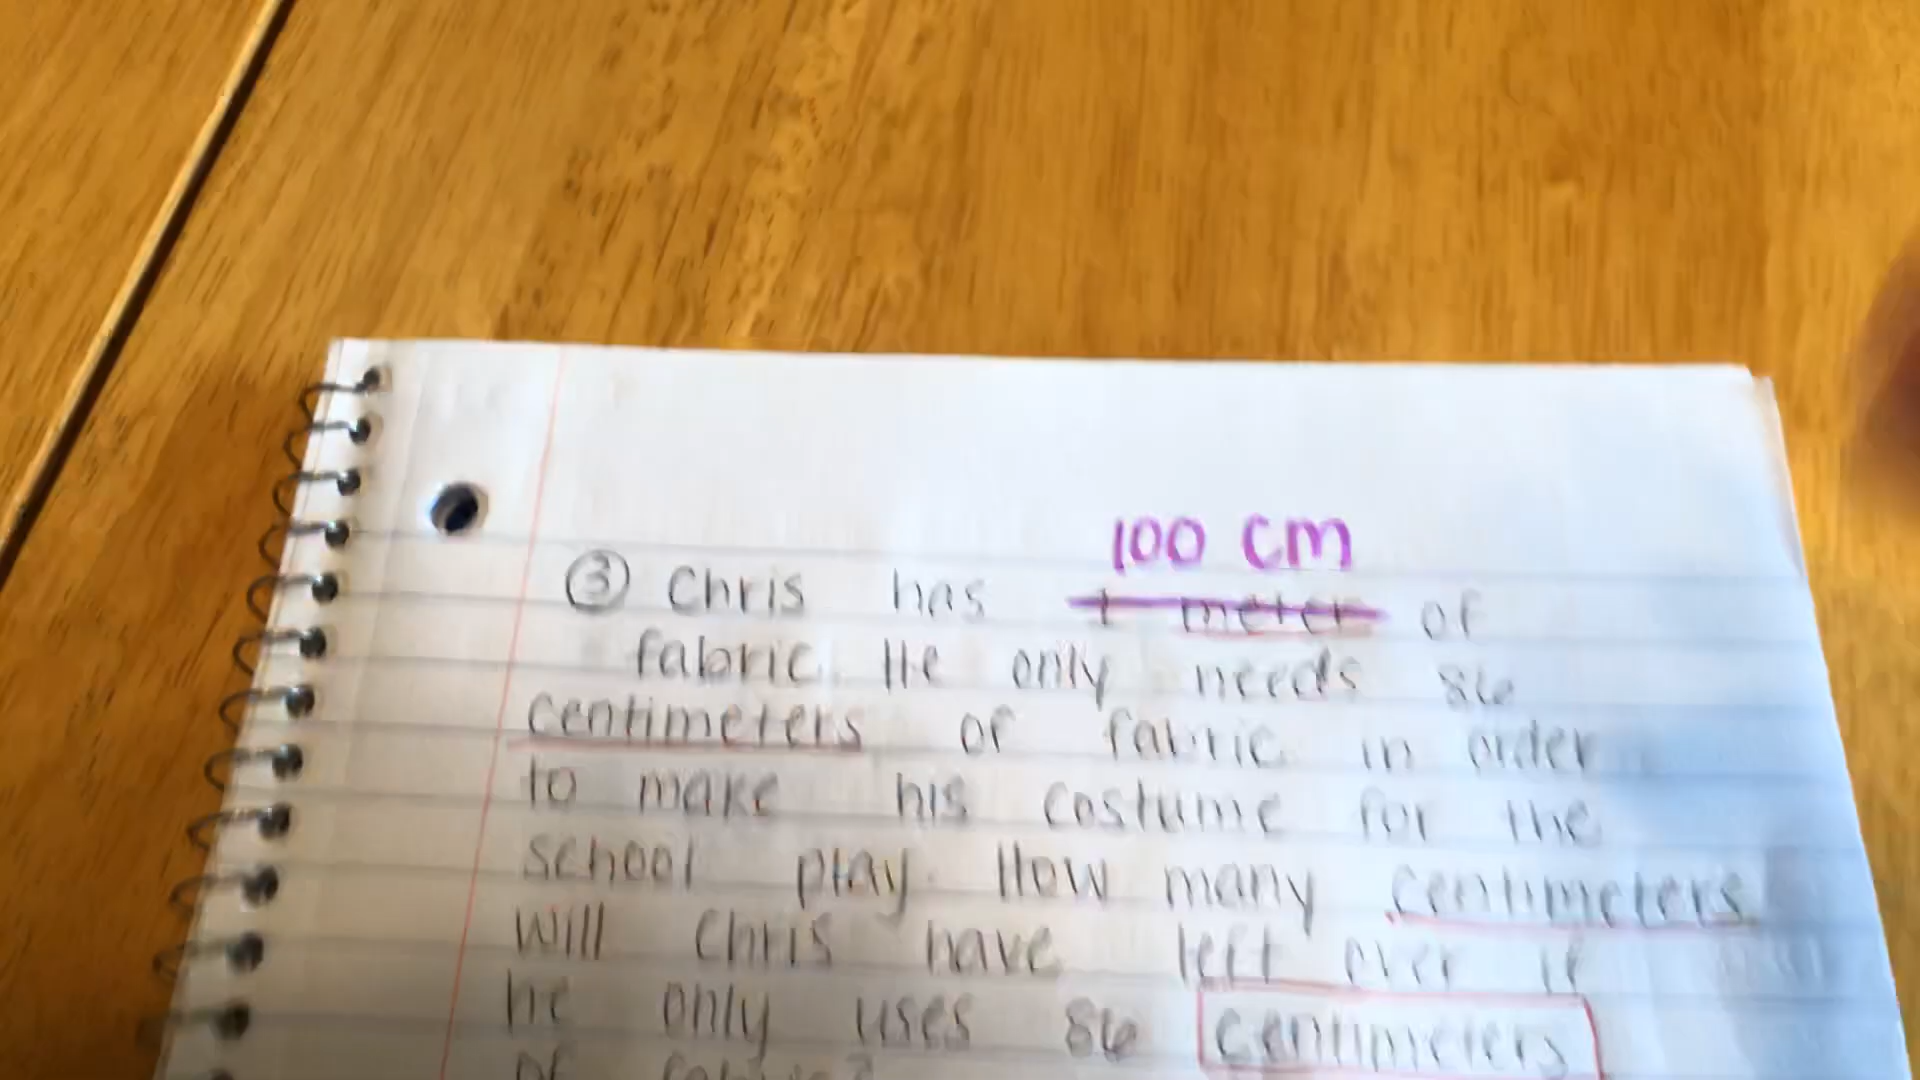 100 cm
③ Chris has 1 meter of
fabric. He only needs 86
centimeters of fabric in order
to make his costume for the
school play. How many centimeters
will Chris have left over if
he only uses 86 centimeters
of fabric?